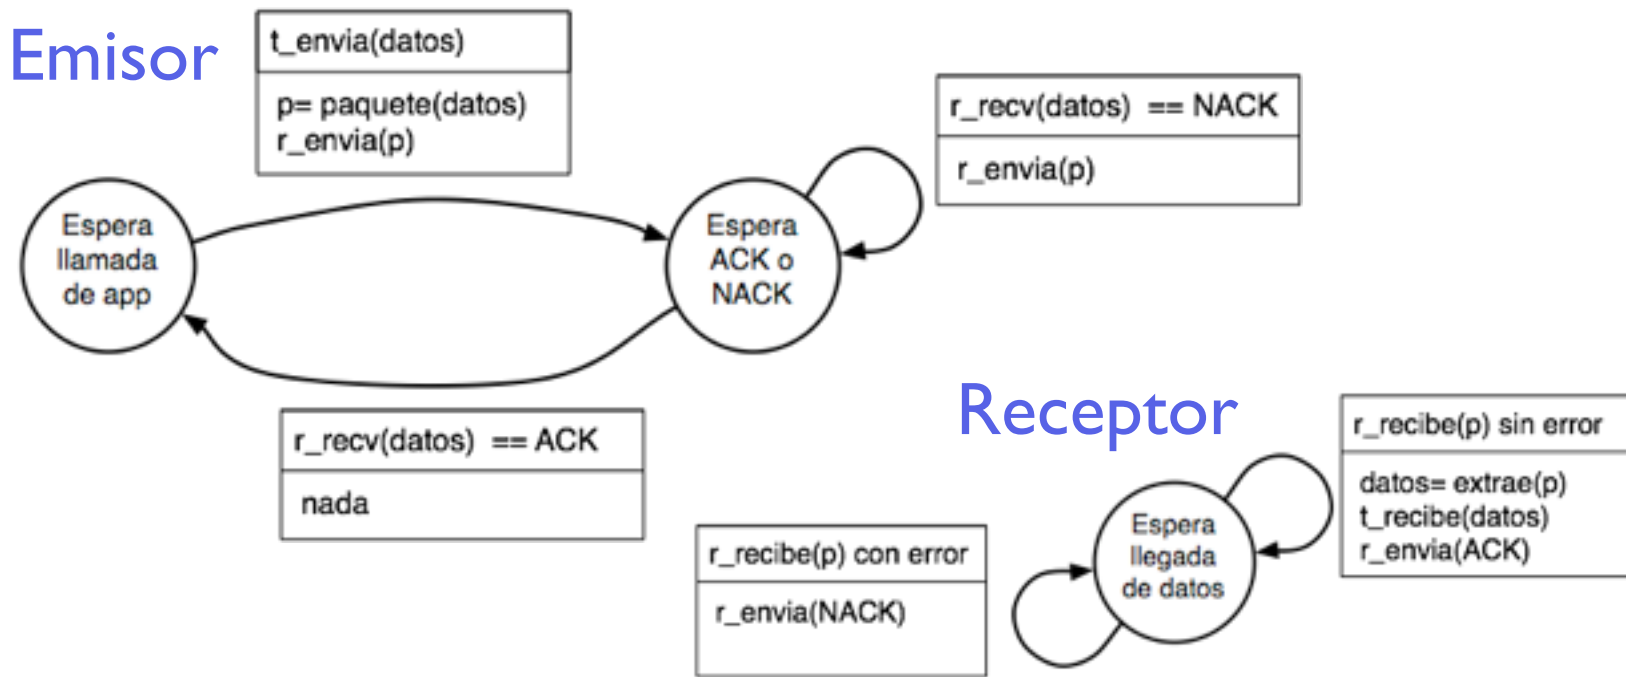 Emisor
t_envia(datos)
p= paquete(datos)
r_envia(p)
r_recv(datos) == NACK
r_envia(p)
Espera
llamada
de app
Espera
ACK o
NACK
r_recv(datos) == ACK
nada
Receptor
r_recibe(p) sin error
datos= extrae(p)
t_recibe(datos)
r_envia(ACK)
r_recibe(p) con error
r_envia(NACK)
Espera
llegada
de datos